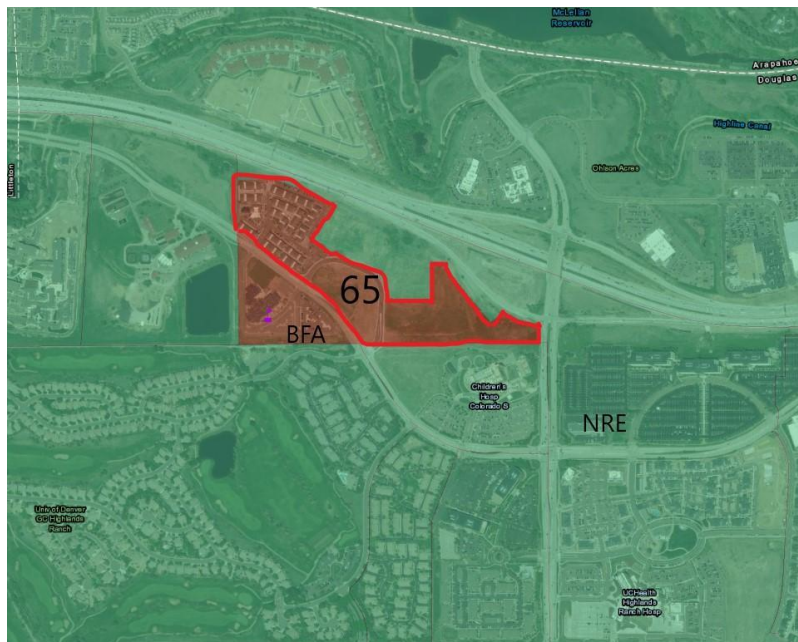 McLellan
Reservoir
Arapahoe
Douglas
Highline Canal
Littleton
Ohlson Acres
65
BFA
Children's
Hosp
Colorado S
NRE
Univ of Denver
GC Highlands
Ranch
UCHealth
Highlands
Ranch Hosp